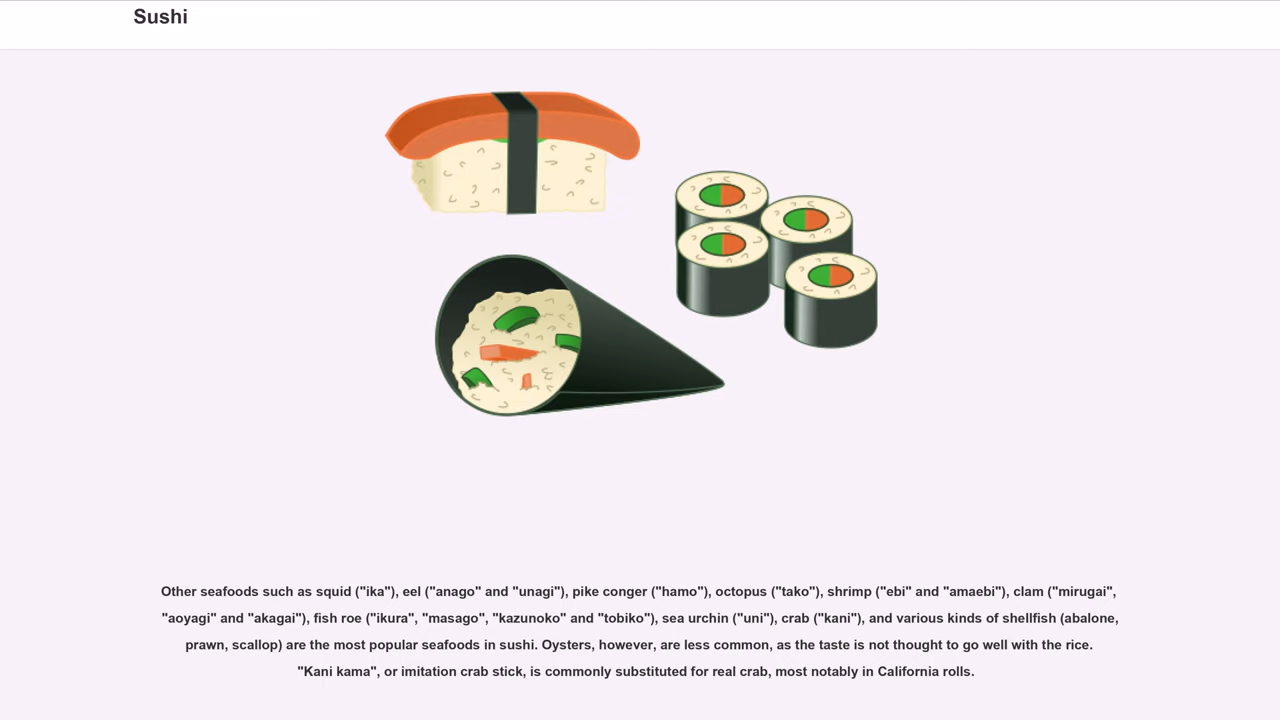 Sushi
Other seafoods such as squid ("ika"), eel ("anago" and "unagi"), pike conger ("hamo"), octopus ("tako"), shrimp ("ebi" and "amaebi"), clam ("mirugai",
"aoyagi" and "akagai"), fish roe ("ikura", "masago", "kazunoko" and "tobiko"), sea urchin ("uni"), crab ("kani"), and various kinds of shellfish (abalone,
prawn, scallop) are the most popular seafoods in sushi. Oysters, however, are less common, as the taste is not thought to go well with the rice.
"Kani kama", or imitation crab stick, is commonly substituted for real crab, most notably in California rolls.